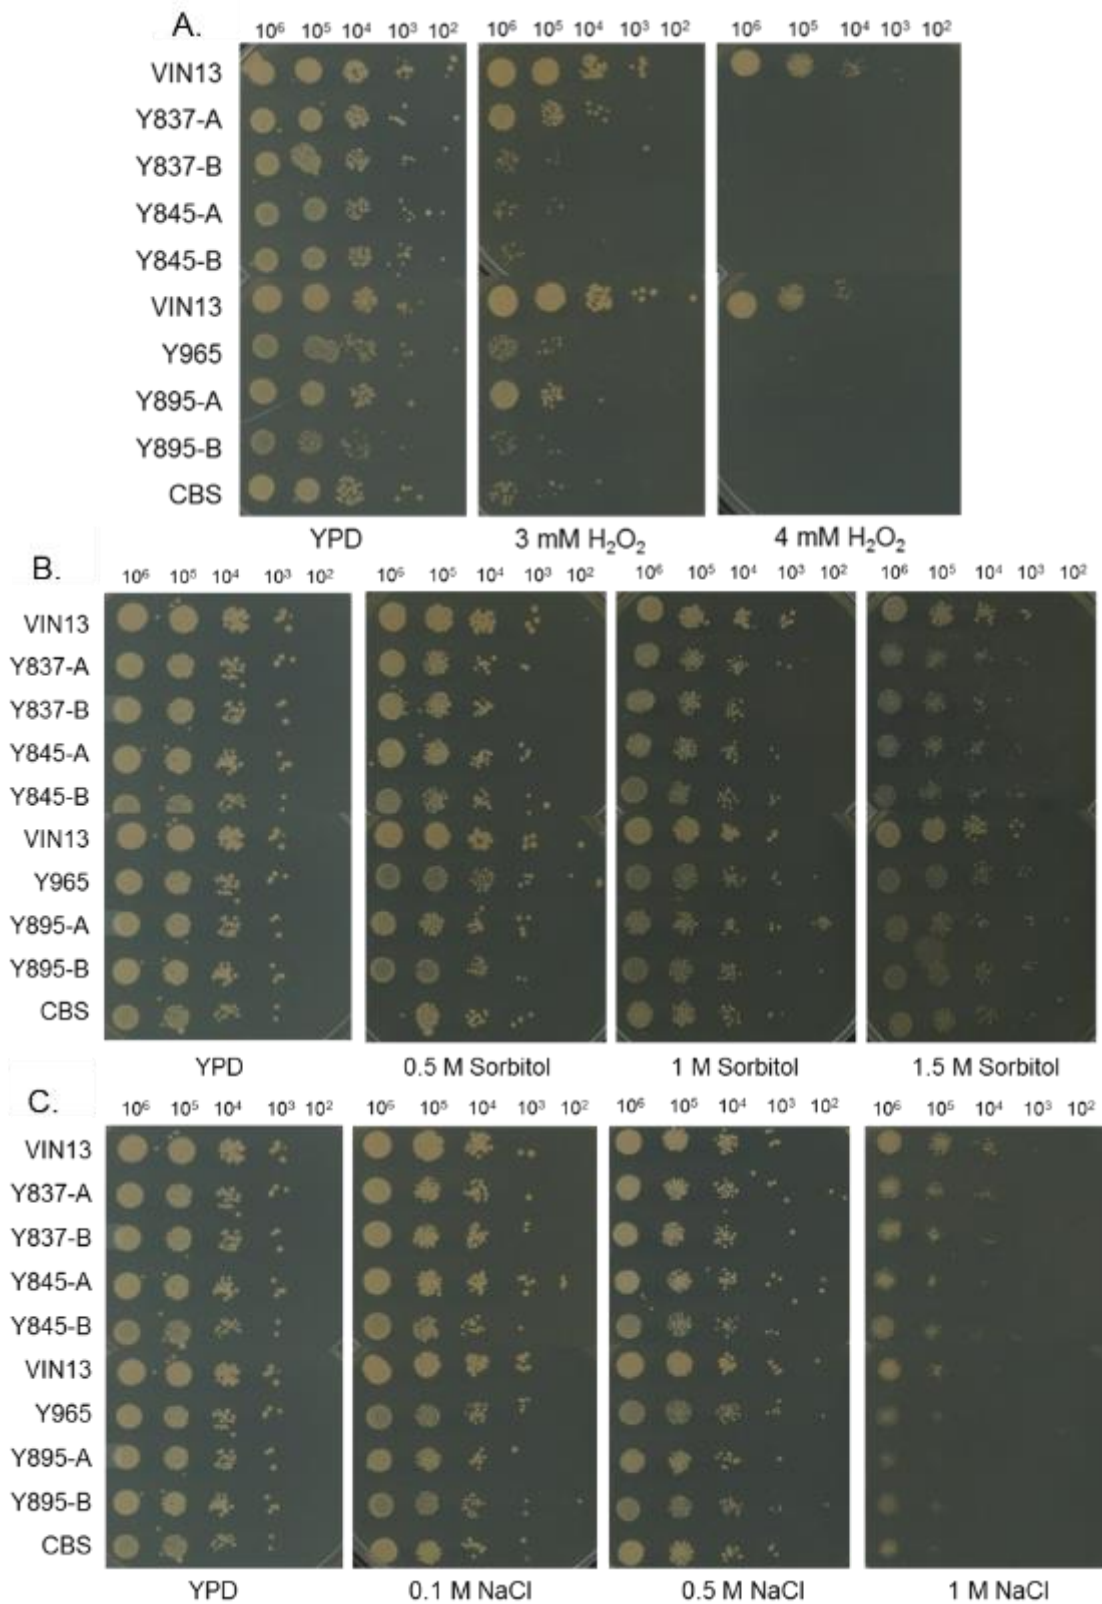 A.
10⁶ 10⁵ 10⁴ 10³ 10² 10⁶ 10⁵ 10⁴ 10³ 10² 10⁶ 10⁵ 10⁴ 10³ 10²
VIN13
Y837-A
Y837-B
Y845-A
Y845-B
VIN13
Y965
Y895-A
Y895-B
CBS
YPD 3 mM H₂O₂ 4 mM H₂O₂
B.
10⁶ 10⁵ 10⁴ 10³ 10² 10⁶ 10⁵ 10⁴ 10³ 10² 10⁶ 10⁵ 10⁴ 10³ 10² 10⁶ 10⁵ 10⁴ 10³ 10²
VIN13
Y837-A
Y837-B
Y845-A
Y845-B
VIN13
Y965
Y895-A
Y895-B
CBS
YPD 0.5 M Sorbitol 1 M Sorbitol 1.5 M Sorbitol
C.
10⁶ 10⁵ 10⁴ 10³ 10² 10⁶ 10⁵ 10⁴ 10³ 10² 10⁶ 10⁵ 10⁴ 10³ 10² 10⁶ 10⁵ 10⁴ 10³ 10²
VIN13
Y837-A
Y837-B
Y845-A
Y845-B
VIN13
Y965
Y895-A
Y895-B
CBS
YPD 0.1 M NaCl 0.5 M NaCl 1 M NaCl